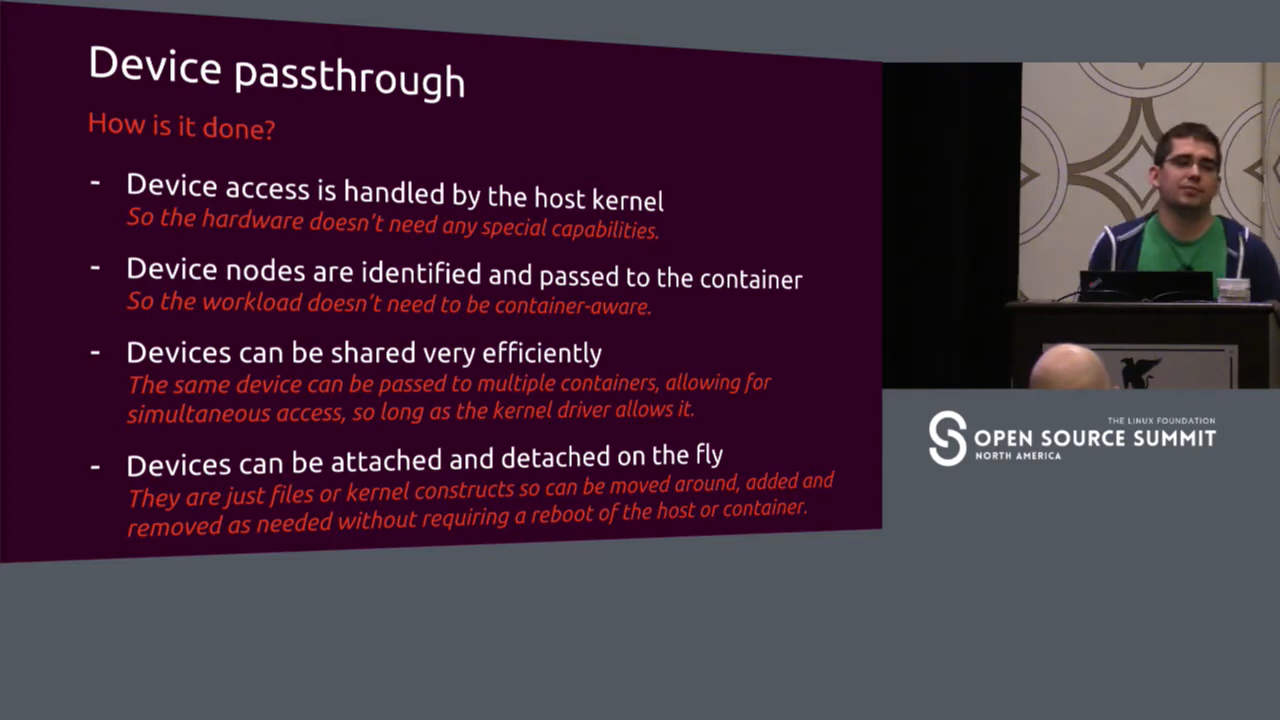 Device passthrough
How is it done?
- Device access is handled by the host kernel
So the hardware doesn't need any special capabilities.
- Device nodes are identified and passed to the container
So the workload doesn't need to be container-aware.
- Devices can be shared very efficiently
The same device can be passed to multiple containers, allowing for
simultaneous access, so long as the kernel driver allows it.
- Devices can be attached and detached on the fly
They are just files or kernel constructs so can be moved around, added and
removed as needed without requiring a reboot of the host or container.
THE LINUX FOUNDATION
OPEN SOURCE SUMMIT
NORTH AMERICA